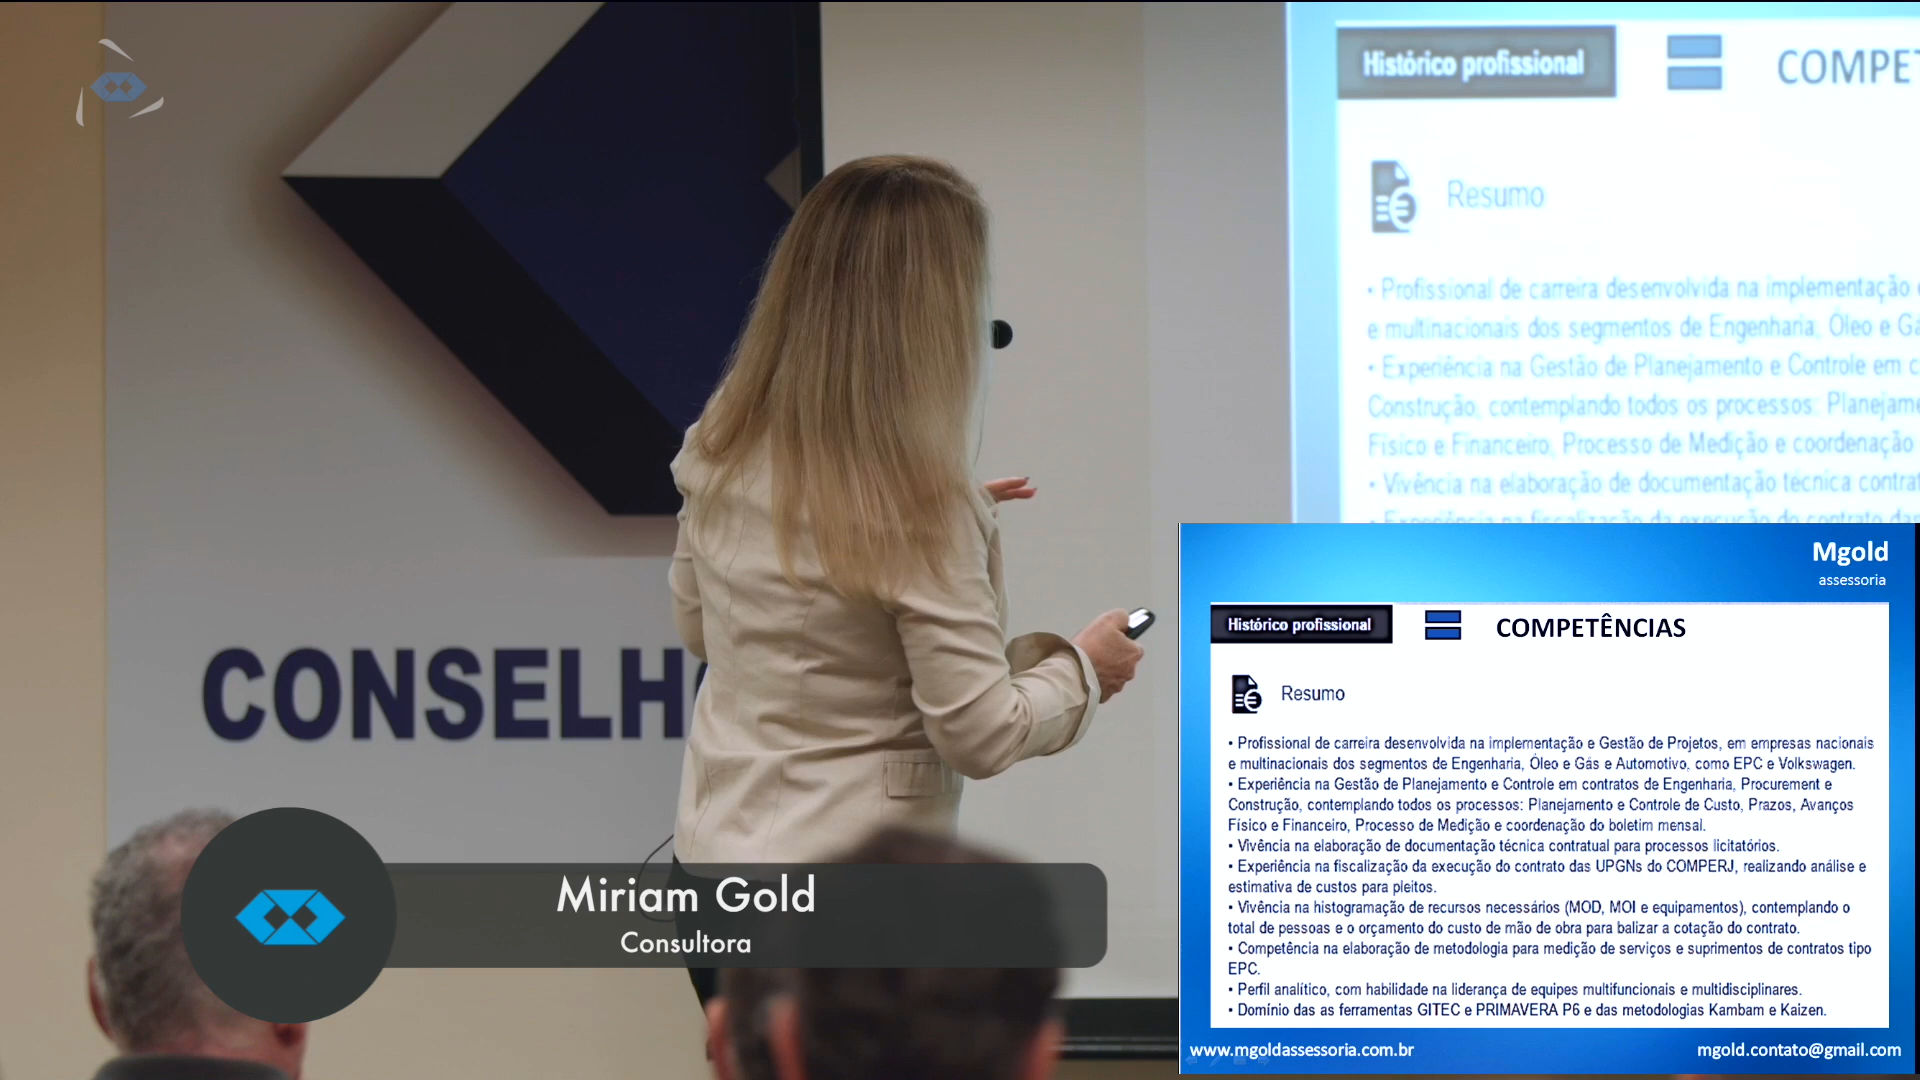 Histórico profissional
COMPET
Resumo
• Profissional de carreira desenvolvida na implementação
e multinacionais dos segmentos de Engenharia, Óleo e Gá
• Experiência na Gestão de Planejamento e Controle em c
Construção, contemplando todos os processos: Planejame
Físico e Financeiro, Processo de Medição e coordenação
• Vivência na elaboração de documentação técnica contrat
• Experiência na fiscalização da execução do contrato das
CONSELHO
Miriam Gold
Consultora
Mgold
assessoria
Histórico profissional
COMPETÊNCIAS
Resumo
• Profissional de carreira desenvolvida na implementação e Gestão de Projetos, em empresas nacionais
e multinacionais dos segmentos de Engenharia, Óleo e Gás e Automotivo, como EPC e Volkswagen.
• Experiência na Gestão de Planejamento e Controle em contratos de Engenharia, Procurement e
Construção, contemplando todos os processos: Planejamento e Controle de Custo, Prazos, Avanços
Físico e Financeiro, Processo de Medição e coordenação do boletim mensal.
• Vivência na elaboração de documentação técnica contratual para processos licitatórios.
• Experiência na fiscalização da execução do contrato das UPGNs do COMPERJ, realizando análise e
estimativa de custos para pleitos.
• Vivência na histogramação de recursos necessários (MOD, MOI e equipamentos), contemplando o
total de pessoas e o orçamento do custo de mão de obra para balizar a cotação do contrato.
• Competência na elaboração de metodologia para medição de serviços e suprimentos de contratos tipo
EPC.
• Perfil analítico, com habilidade na liderança de equipes multifuncionais e multidisciplinares.
• Domínio das as ferramentas GITEC e PRIMAVERA P6 e das metodologias Kambam e Kaizen.
www.mgoldassessoria.com.br
mgold.contato@gmail.com